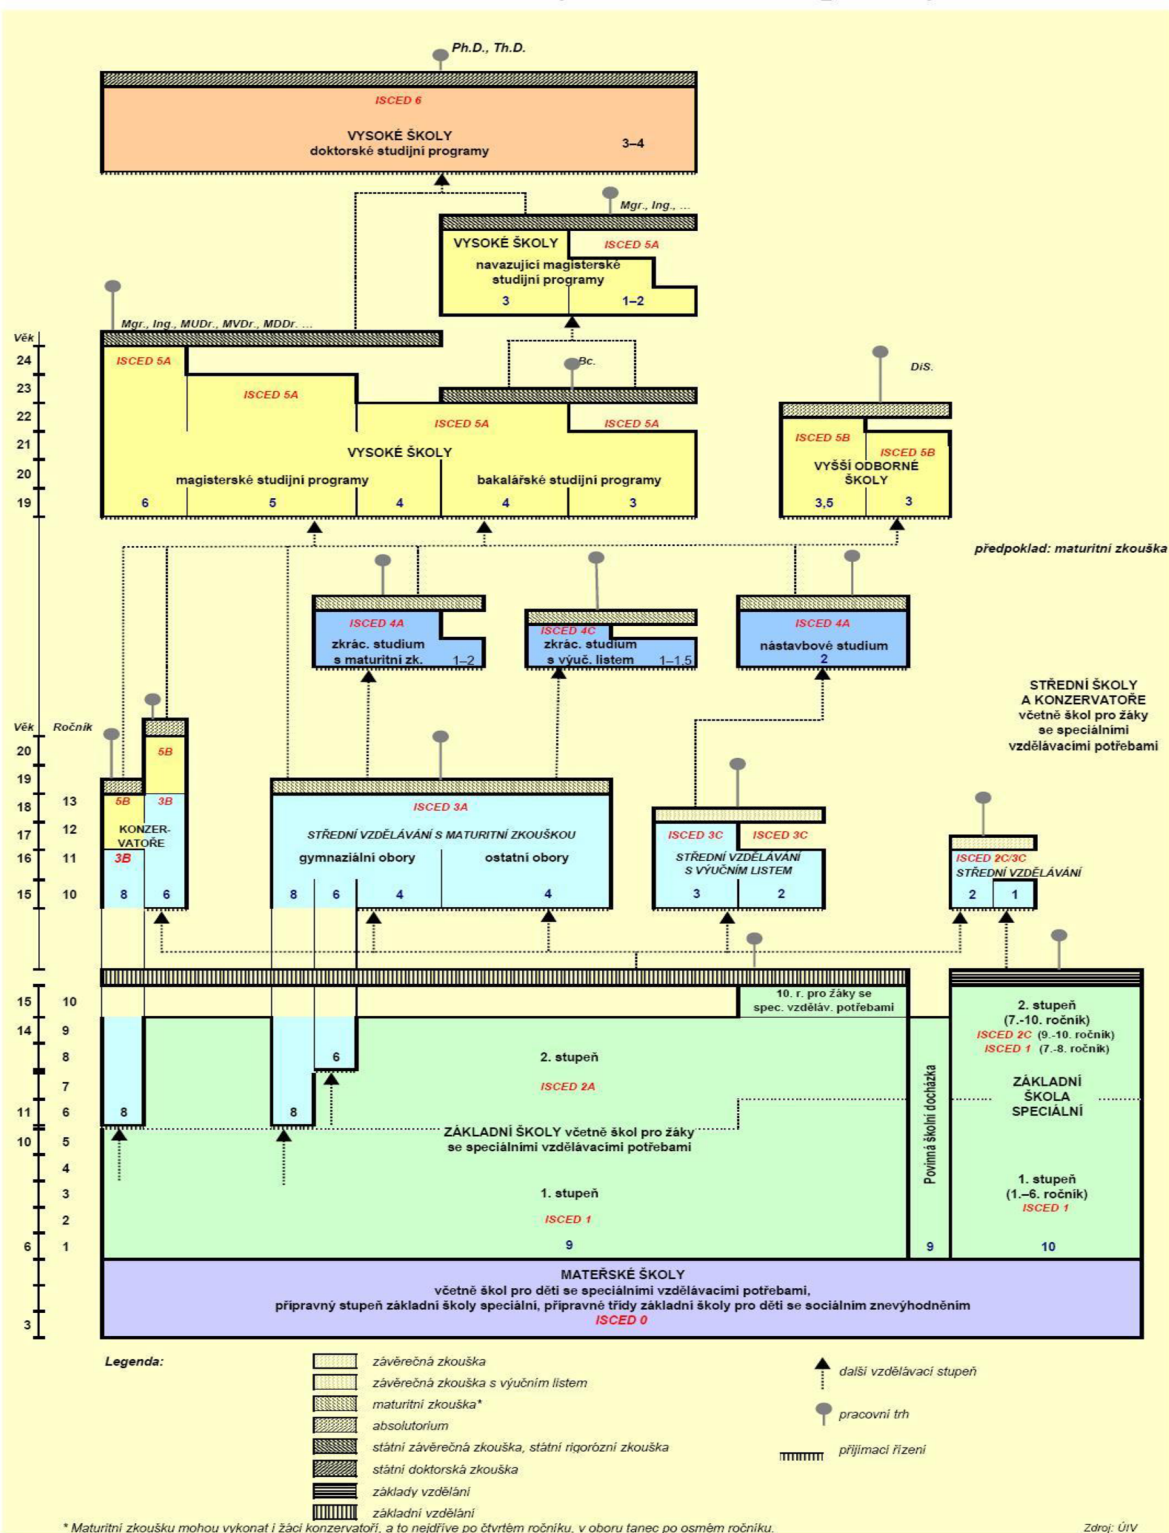 Ph.D., Th.D.
ISCED 6
VYSOKÉ ŠKOLY
doktorské studijní programy
3–4
Mgr., Ing., ...
VYSOKÉ ŠKOLY
ISCED 5A
navazující magisterské
studijní programy
3
1–2
Mgr., Ing., MUDr., MVDr., MDDr. ...
Věk
24
23
22
21
20
19
ISCED 5A
ISCED 5A
Bc.
ISCED 5A
ISCED 5A
VYSOKÉ ŠKOLY
magisterské studijní programy
bakalářské studijní programy
6
5
4
4
3
DiS.
ISCED 5B
ISCED 5B
VYŠŠÍ ODBORNÉ
ŠKOLY
3,5
3
předpoklad: maturitní zkouška
ISCED 4A
zkrác. studium
s maturitní zk.
1–2
ISCED 4C
zkrác. studium
s výuč. listem
1–1,5
ISCED 4A
nástavbové studium
2
STŘEDNÍ ŠKOLY
A KONZERVATOŘE
včetně škol pro žáky
se speciálními
vzdělávacími potřebami
Věk
Ročník
20
19
18
13
17
12
16
11
15
10
5B
5B
3B
KONZER-
VATOŘE
3B
8
6
ISCED 3A
STŘEDNÍ VZDĚLÁVÁNÍ S MATURITNÍ ZKOUŠKOU
gymnaziální obory
ostatní obory
8
6
4
4
ISCED 3C
ISCED 3C
STŘEDNÍ VZDĚLÁVÁNÍ
S VÝUČNÍM LISTEM
3
2
ISCED 2C/3C
STŘEDNÍ VZDĚLÁVÁNÍ
2
1
15
10
14
9
8
7
11
6
10
5
4
3
2
6
1
3
10. r. pro žáky se
spec. vzděláv. potřebami
6
8
8
2. stupeň
ISCED 2A
ZÁKLADNÍ ŠKOLY včetně škol pro žáky
se speciálními vzdělávacími potřebami
1. stupeň
ISCED 1
9
Povinná školní docházka
9
2. stupeň
(7.-10. ročník)
ISCED 2C (9.-10. ročník)
ISCED 1 (7.-8. ročník)
ZÁKLADNÍ
ŠKOLA
SPECIÁLNÍ
1. stupeň
(1.–6. ročník)
ISCED 1
10
MATEŘSKÉ ŠKOLY
včetně škol pro děti se speciálními vzdělávacími potřebami,
přípravný stupeň základní školy speciální, přípravné třídy základní školy pro děti se sociálním znevýhodněním
ISCED 0
Legenda:
závěrečná zkouška
závěrečná zkouška s výučním listem
maturitní zkouška*
absolutorium
státní závěrečná zkouška, státní rigorózní zkouška
státní doktorská zkouška
základy vzdělání
základní vzdělání
další vzdělávací stupeň
pracovní trh
přijímací řízení
* Maturitní zkoušku mohou vykonat i žáci konzervatoří, a to nejdříve po čtvrtém ročníku, v oboru tanec po osmém ročníku.
Zdroj: ÚIV